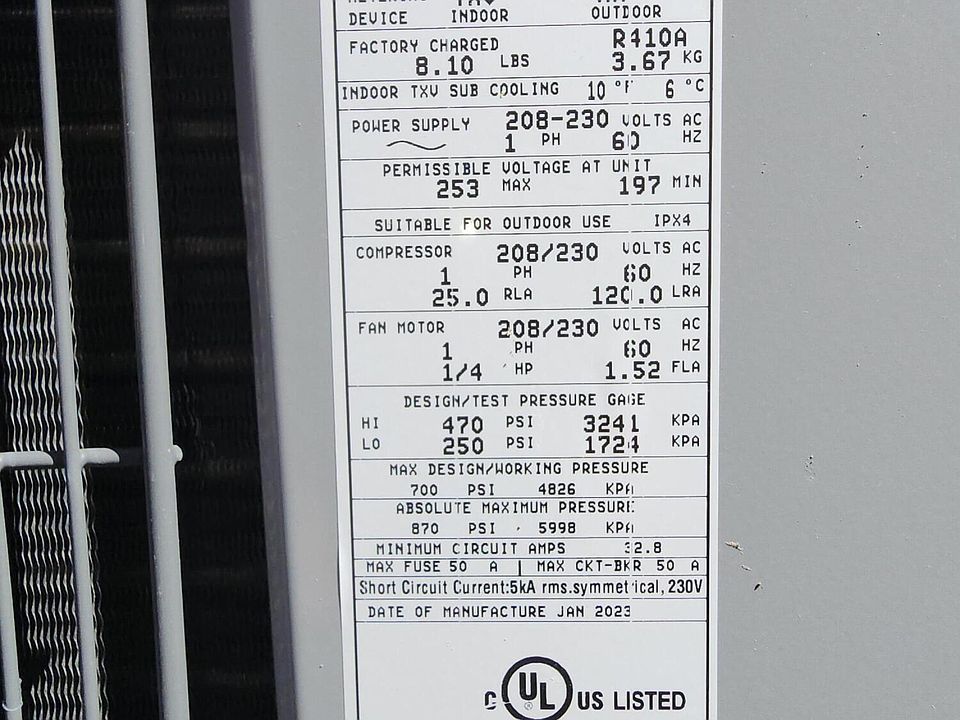 DEVICE INDOOR OUTDOOR
FACTORY CHARGED R410A
8.10 LBS 3.67 KG
INDOOR TXV SUB COOLING 10 °F 6 °C
POWER SUPPLY 208-230 VOLTS AC
1 PH 60 HZ
PERMISSIBLE VOLTAGE AT UNIT
253 MAX 197 MIN
SUITABLE FOR OUTDOOR USE IPX4
COMPRESSOR 208/230 VOLTS AC
1 PH 60 HZ
25.0 RLA 120.0 LRA
FAN MOTOR 208/230 VOLTS AC
1 PH 60 HZ
1/4 HP 1.52 FLA
DESIGN/TEST PRESSURE GAGE
HI 470 PSI 3241 KPA
LO 250 PSI 1724 KPA
MAX DESIGN/WORKING PRESSURE
700 PSI 4826 KPA
ABSOLUTE MAXIMUM PRESSURE
870 PSI 5998 KPA
MINIMUM CIRCUIT AMPS 32.8
MAX FUSE 50 A | MAX CKT-BKR 50 A
Short Circuit Current:5kA rms.symmetrical, 230V
DATE OF MANUFACTURE JAN 2023
C UL ® US LISTED